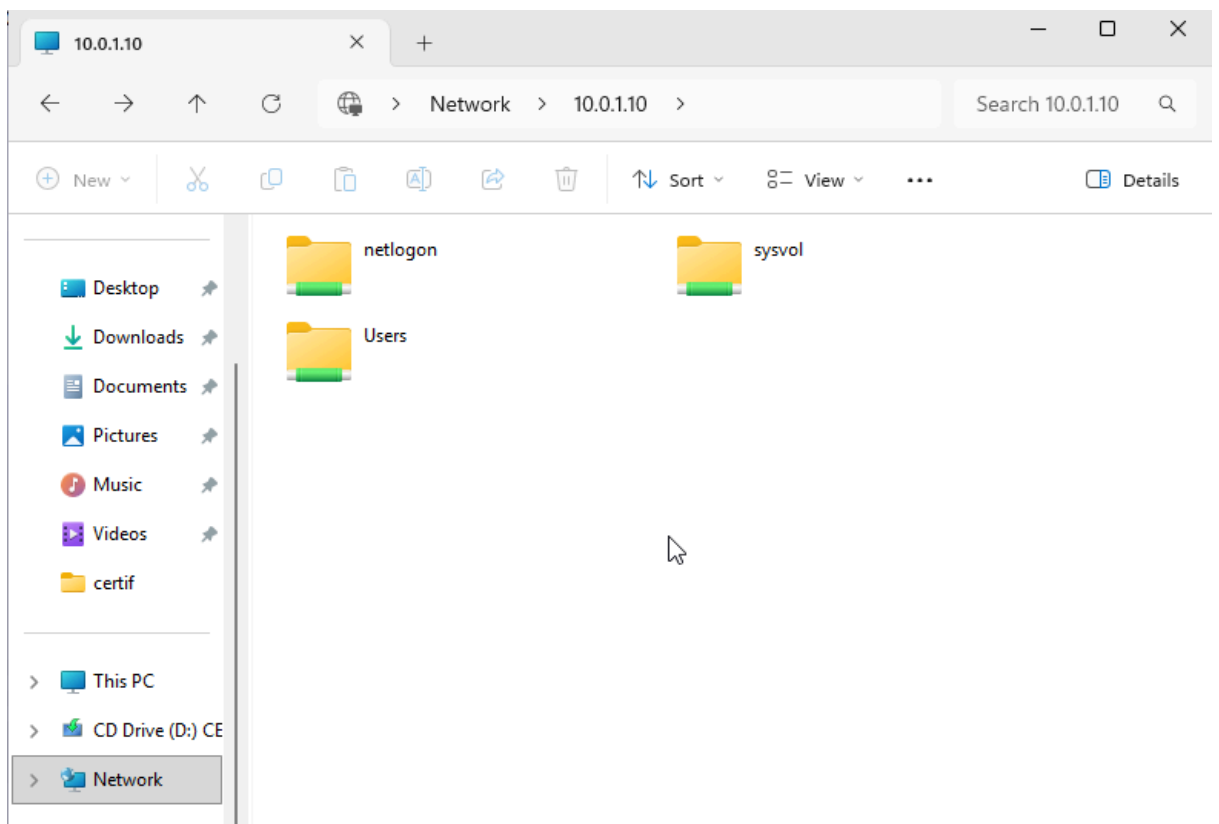 10.0.1.10
Network > 10.0.1.10 >
Search 10.0.1.10
New
Sort
View
Details
Desktop
Downloads
Documents
Pictures
Music
Videos
certif
This PC
CD Drive (D:) CE
Network
netlogon
sysvol
Users